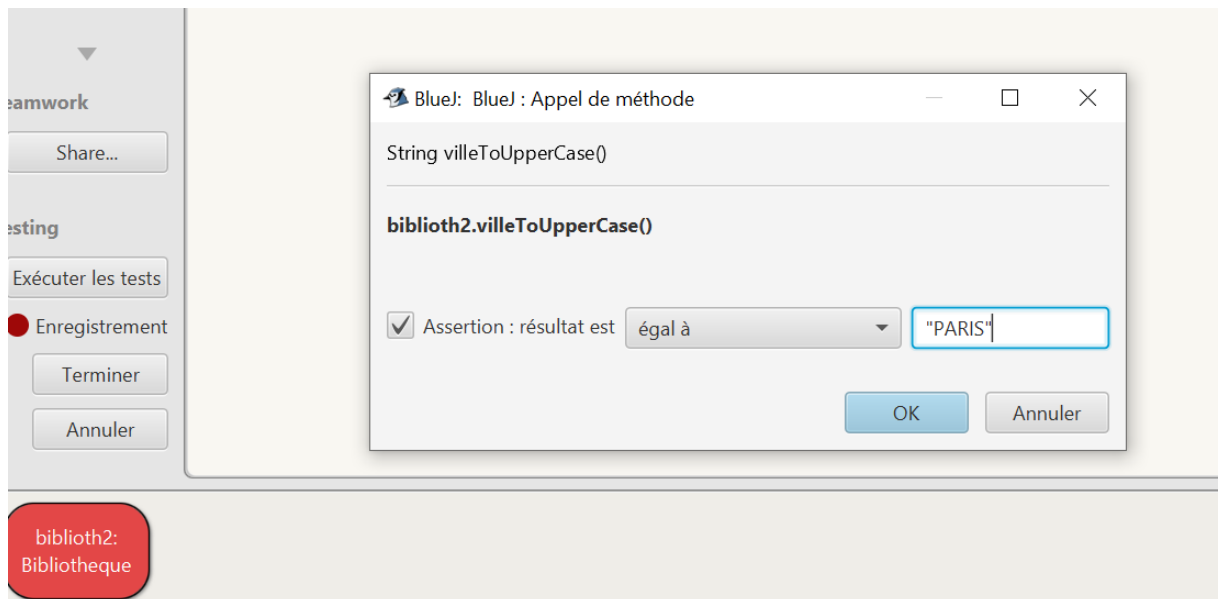 eamwork
Share...
esting
Exécuter les tests
Enregistrement
Terminer
Annuler
BlueJ: BlueJ : Appel de méthode
String villeToUpperCase()
biblioth2.villeToUpperCase()
Assertion : résultat est égal à "PARIS"
OK Annuler
biblioth2:
Bibliotheque